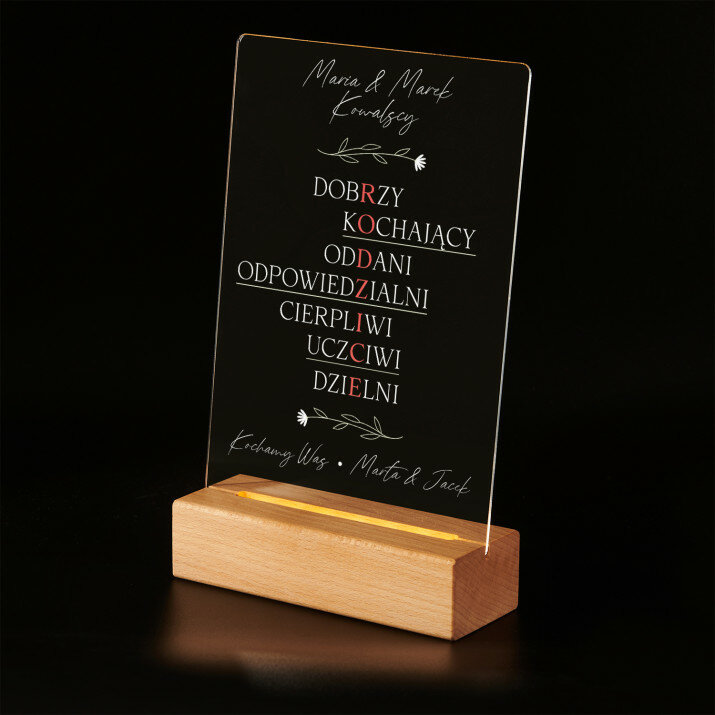 Maria & Marek
Kowalscy
DOBRZY
KOCHAJĄCY
ODDANI
ODPOWIEDZIALNI
CIERPLIWI
UCZCIWI
DZIELNI
Kochamy Was • Marta & Jacek